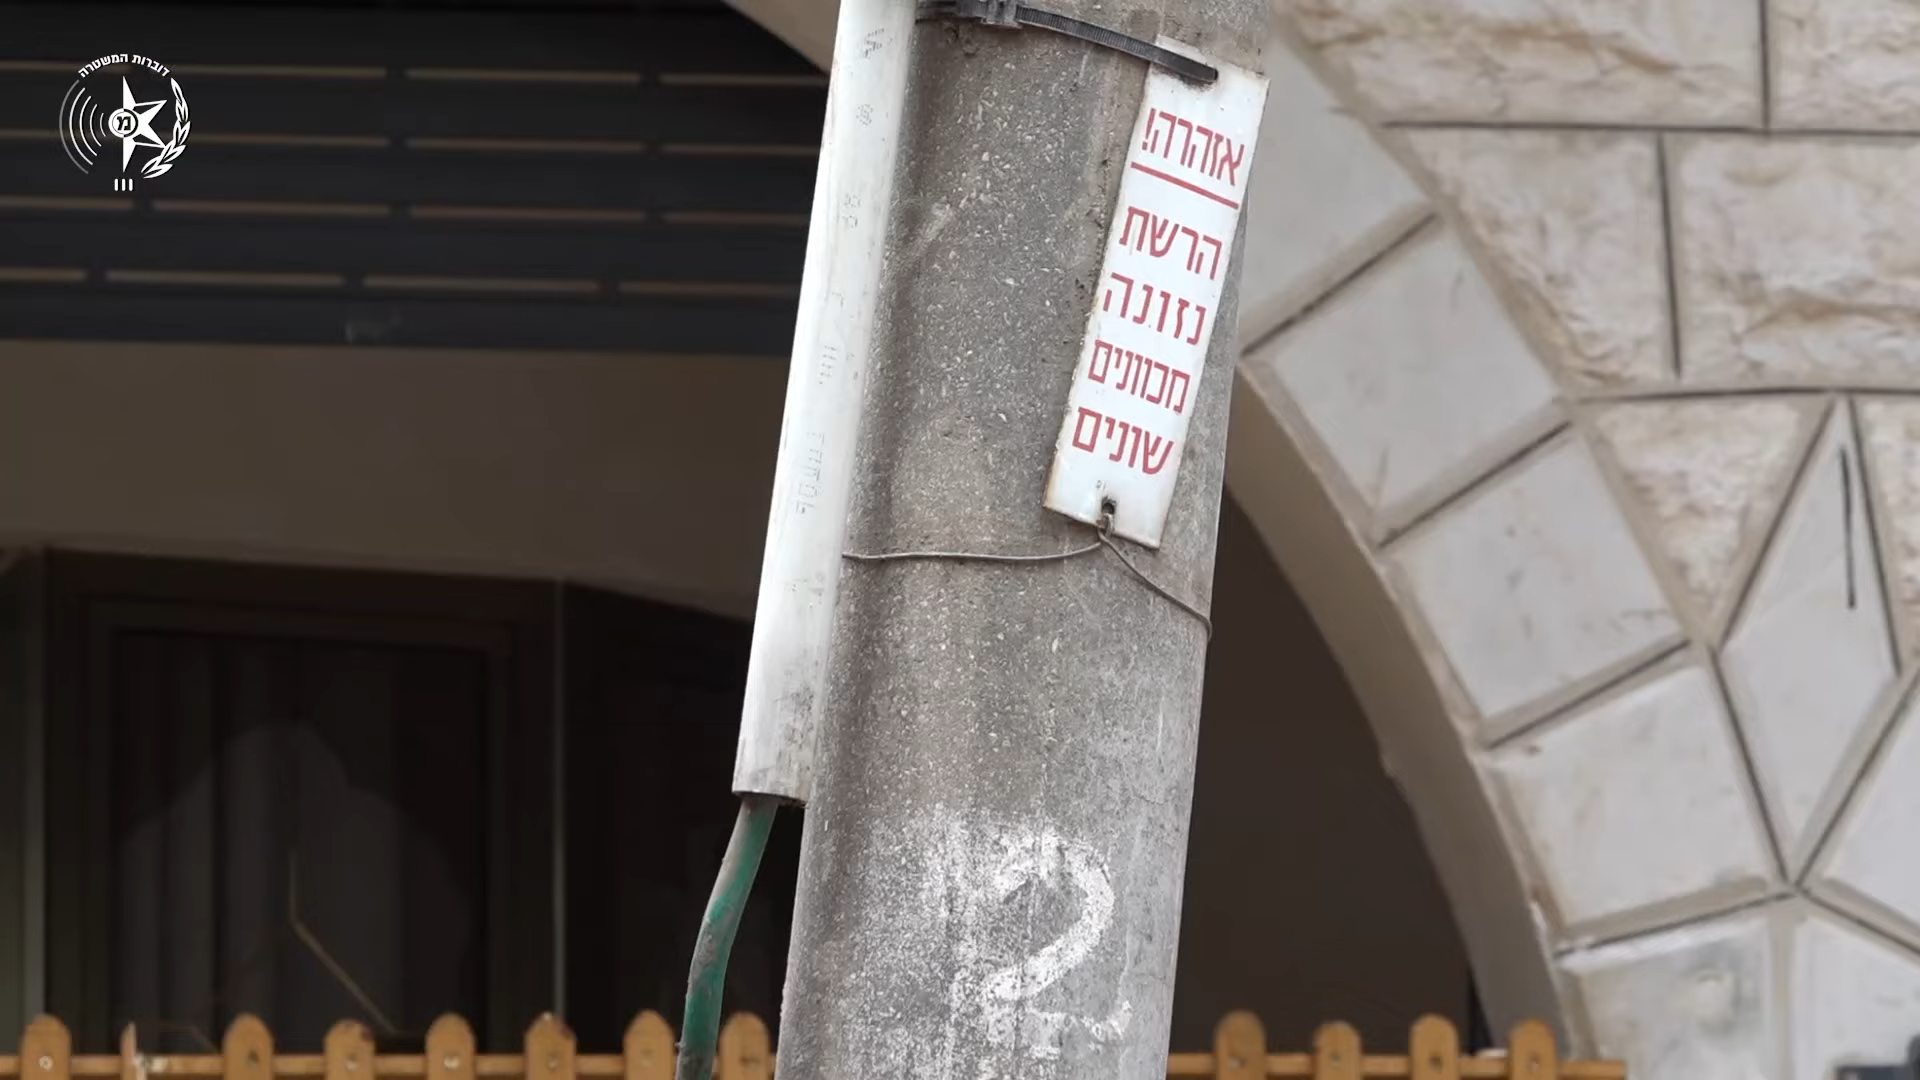 דוברות המשטרה
מ
אזהרה!
הרשת
נזונה
מכוונים
שונים
2